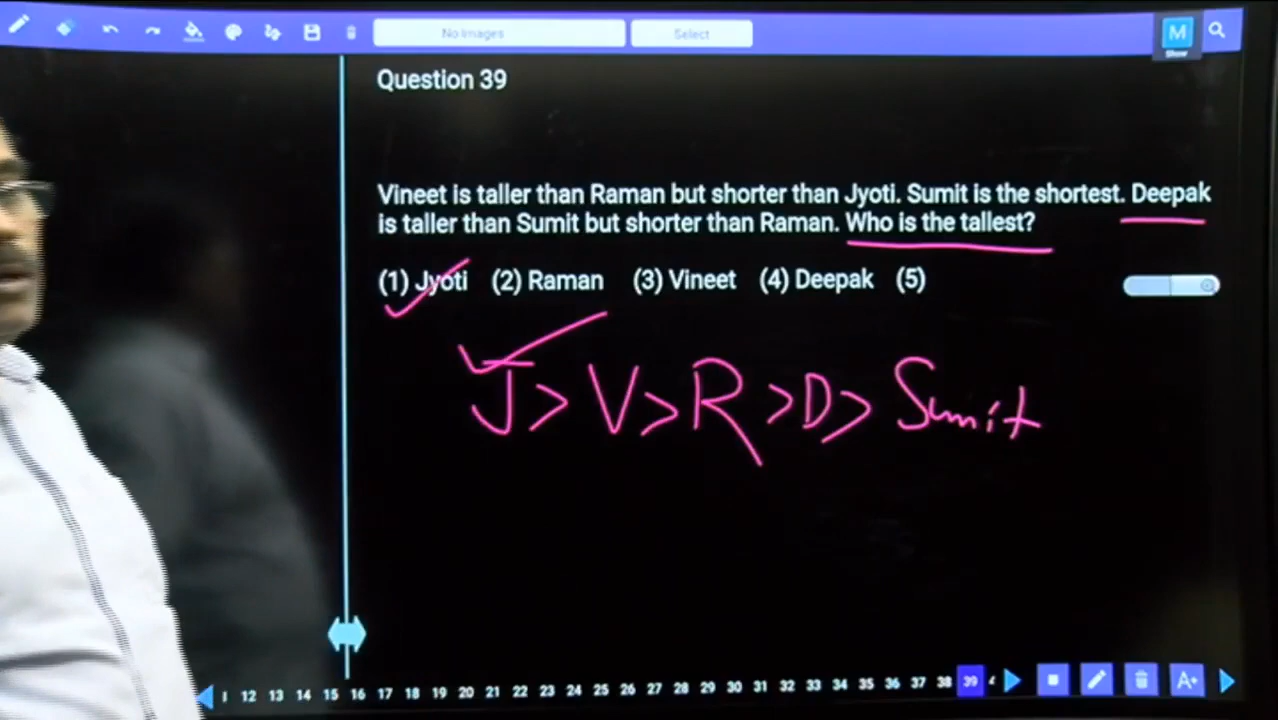 No Images Select M
Show
Question 39
Vineet is taller than Raman but shorter than Jyoti. Sumit is the shortest. Deepak
is taller than Sumit but shorter than Raman. Who is the tallest?
(1) Jyoti (2) Raman (3) Vineet (4) Deepak (5)
J > V > R > D > Sumit
12 13 14 15 16 17 18 19 20 21 22 23 24 25 26 27 28 29 30 31 32 33 34 35 36 37 38 39 A+